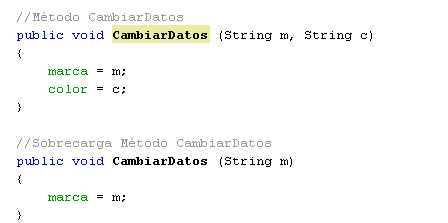 //Método CambiarDatos
public void CambiarDatos (String m, String c)
{
marca = m;
color = c;
}
//Sobrecarga Método CambiarDatos
public void CambiarDatos (String m)
{
marca = m;
}